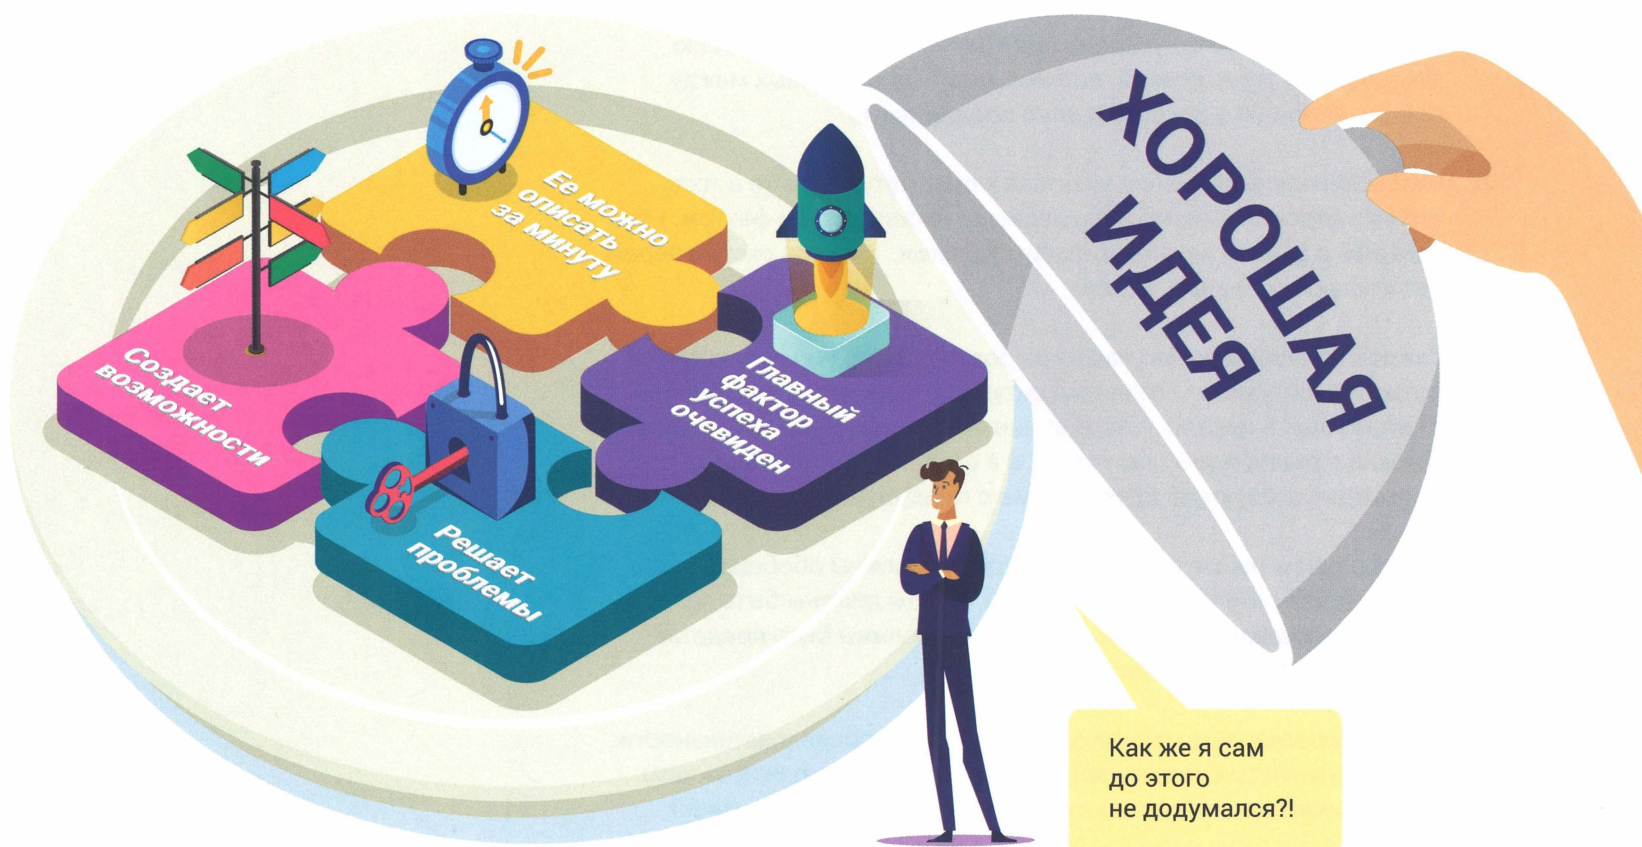 ХОРОШАЯ
ИДЕЯ
Ее можно
описать
за минуту
Создает
возможности
Главный
фактор
успеха
очевиден
Решает
проблемы
Как же я сам
до этого
не додумался?!